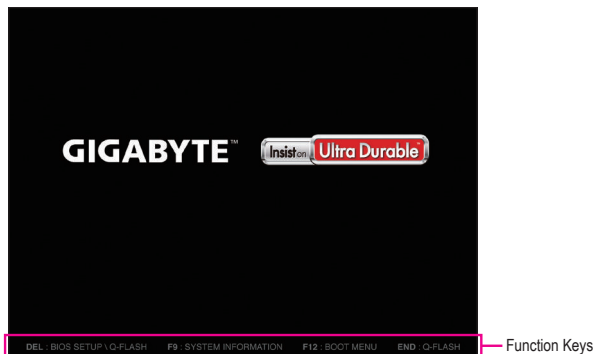 GIGABYTE™
Insist on Ultra Durable™
DEL : BIOS SETUP \ Q-FLASH F9 : SYSTEM INFORMATION F12 : BOOT MENU END : Q-FLASH
Function Keys